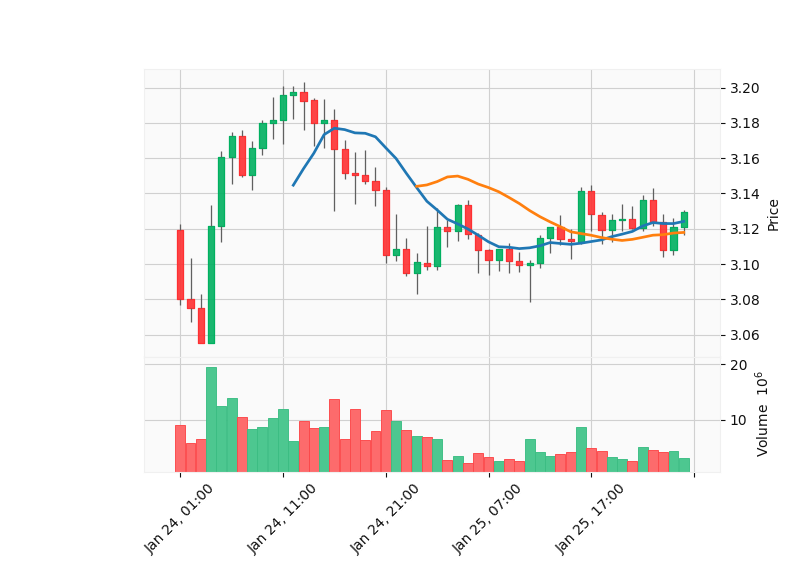 3.20
3.18
3.16
3.14
3.12
3.10
3.08
3.06
Price
20
10
Volume 10⁶
Jan 24, 01:00
Jan 24, 11:00
Jan 24, 21:00
Jan 25, 07:00
Jan 25, 17:00